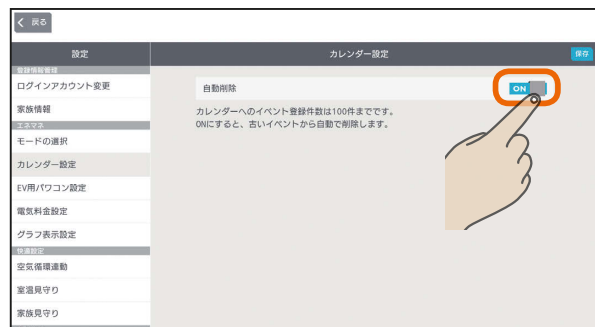 戻る
設定
カレンダー設定
保存
登録情報管理
ログインアカウント変更
家族情報
エネマネ
モードの選択
カレンダー設定
EV用パワコン設定
電気料金設定
グラフ表示設定
快適設定
空気循環連動
室温見守り
家族見守り
自動削除
ON
カレンダーへのイベント登録件数は100件までです。
ONにすると、古いイベントから自動で削除します。